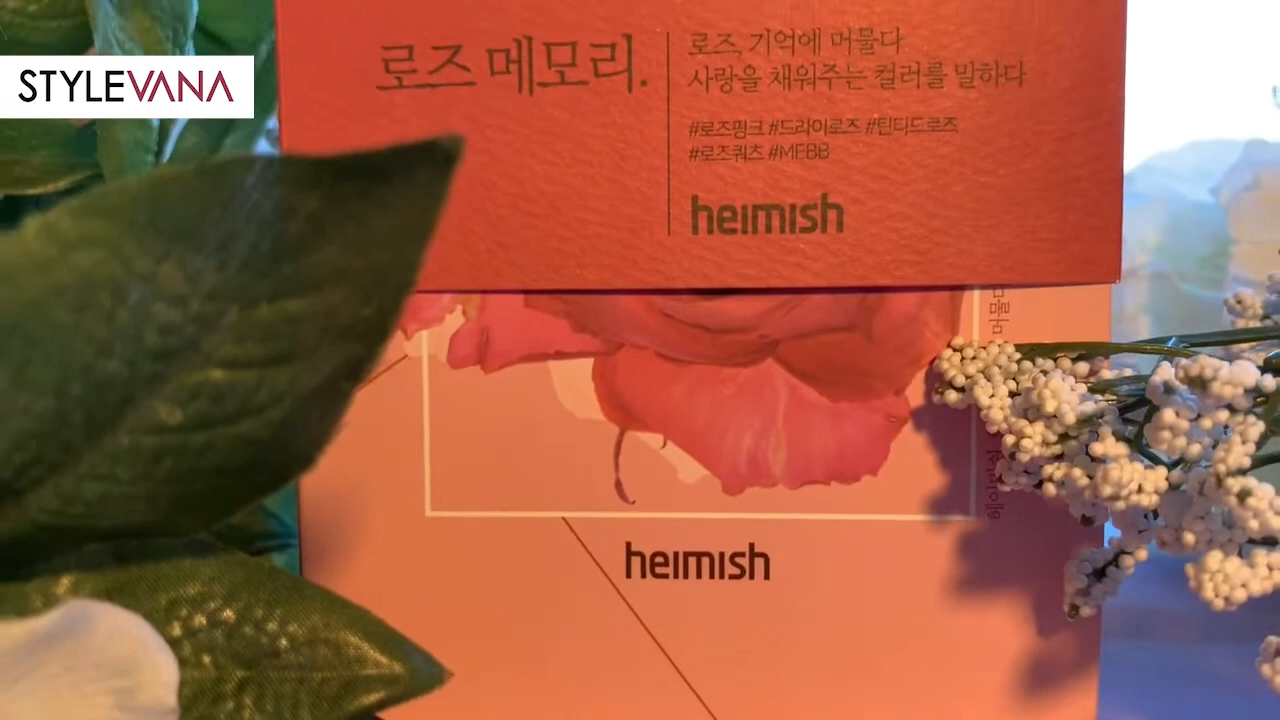 STYLEVANA
로즈 메모리.
로즈, 기억에 머물다
사랑을 채워주는 컬러를 말하다
#로즈핑크 #드라이로즈 #틴티드로즈
#로즈쿼츠 #MEBB
heimish
heimish